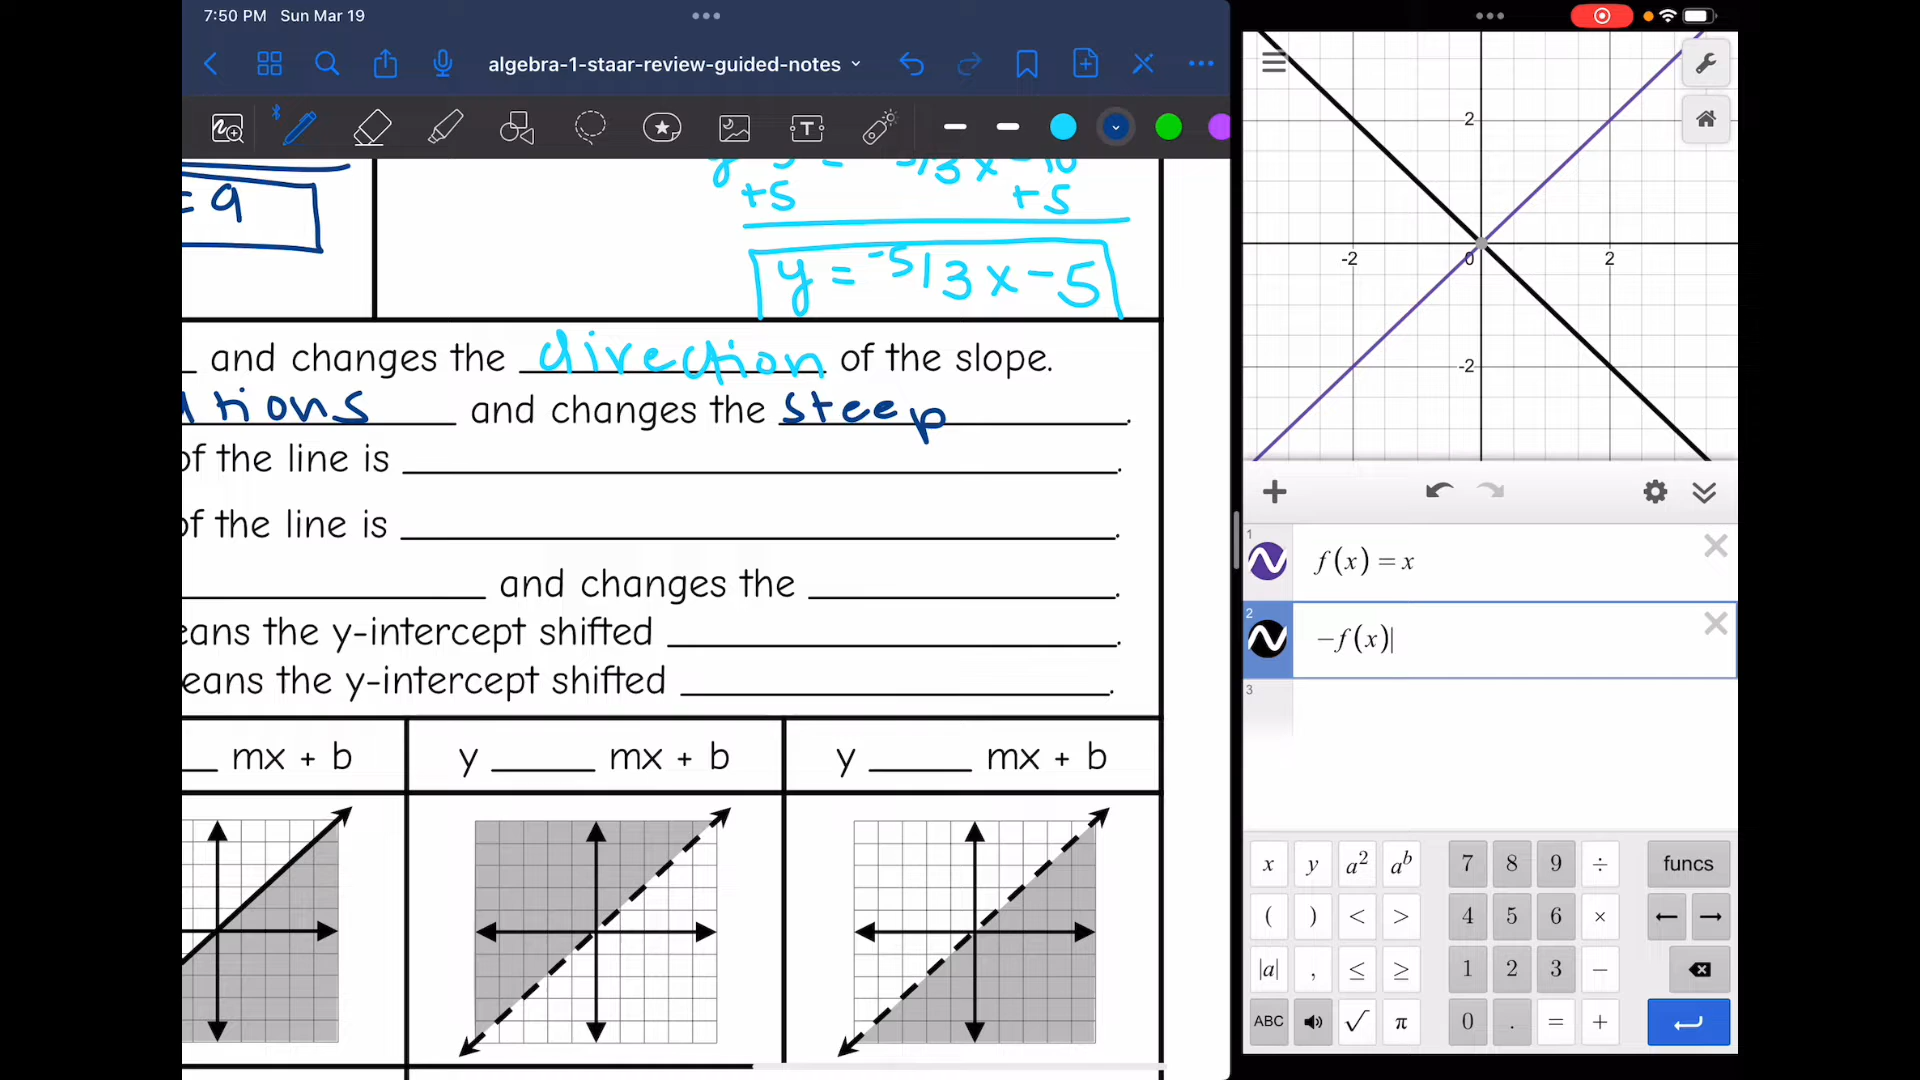 7:50 PM Sun Mar 19
algebra-1-staar-review-guided-notes
= 9
+5 +5
y = -5/3 x - 5
and changes the direction of the slope.
ations and changes the steep.
of the line is .
of the line is .
and changes the .
eans the y-intercept shifted .
eans the y-intercept shifted .
mx + b
y mx + b
y mx + b
2
-2 0 2
-2
1
f(x) = x
2
-f(x)
3
x y a² aᵇ 7 8 9 ÷ funcs
( ) < > 4 5 6 × ← →
|a| , ≤ ≥ 1 2 3 −
ABC √ π 0 . = +